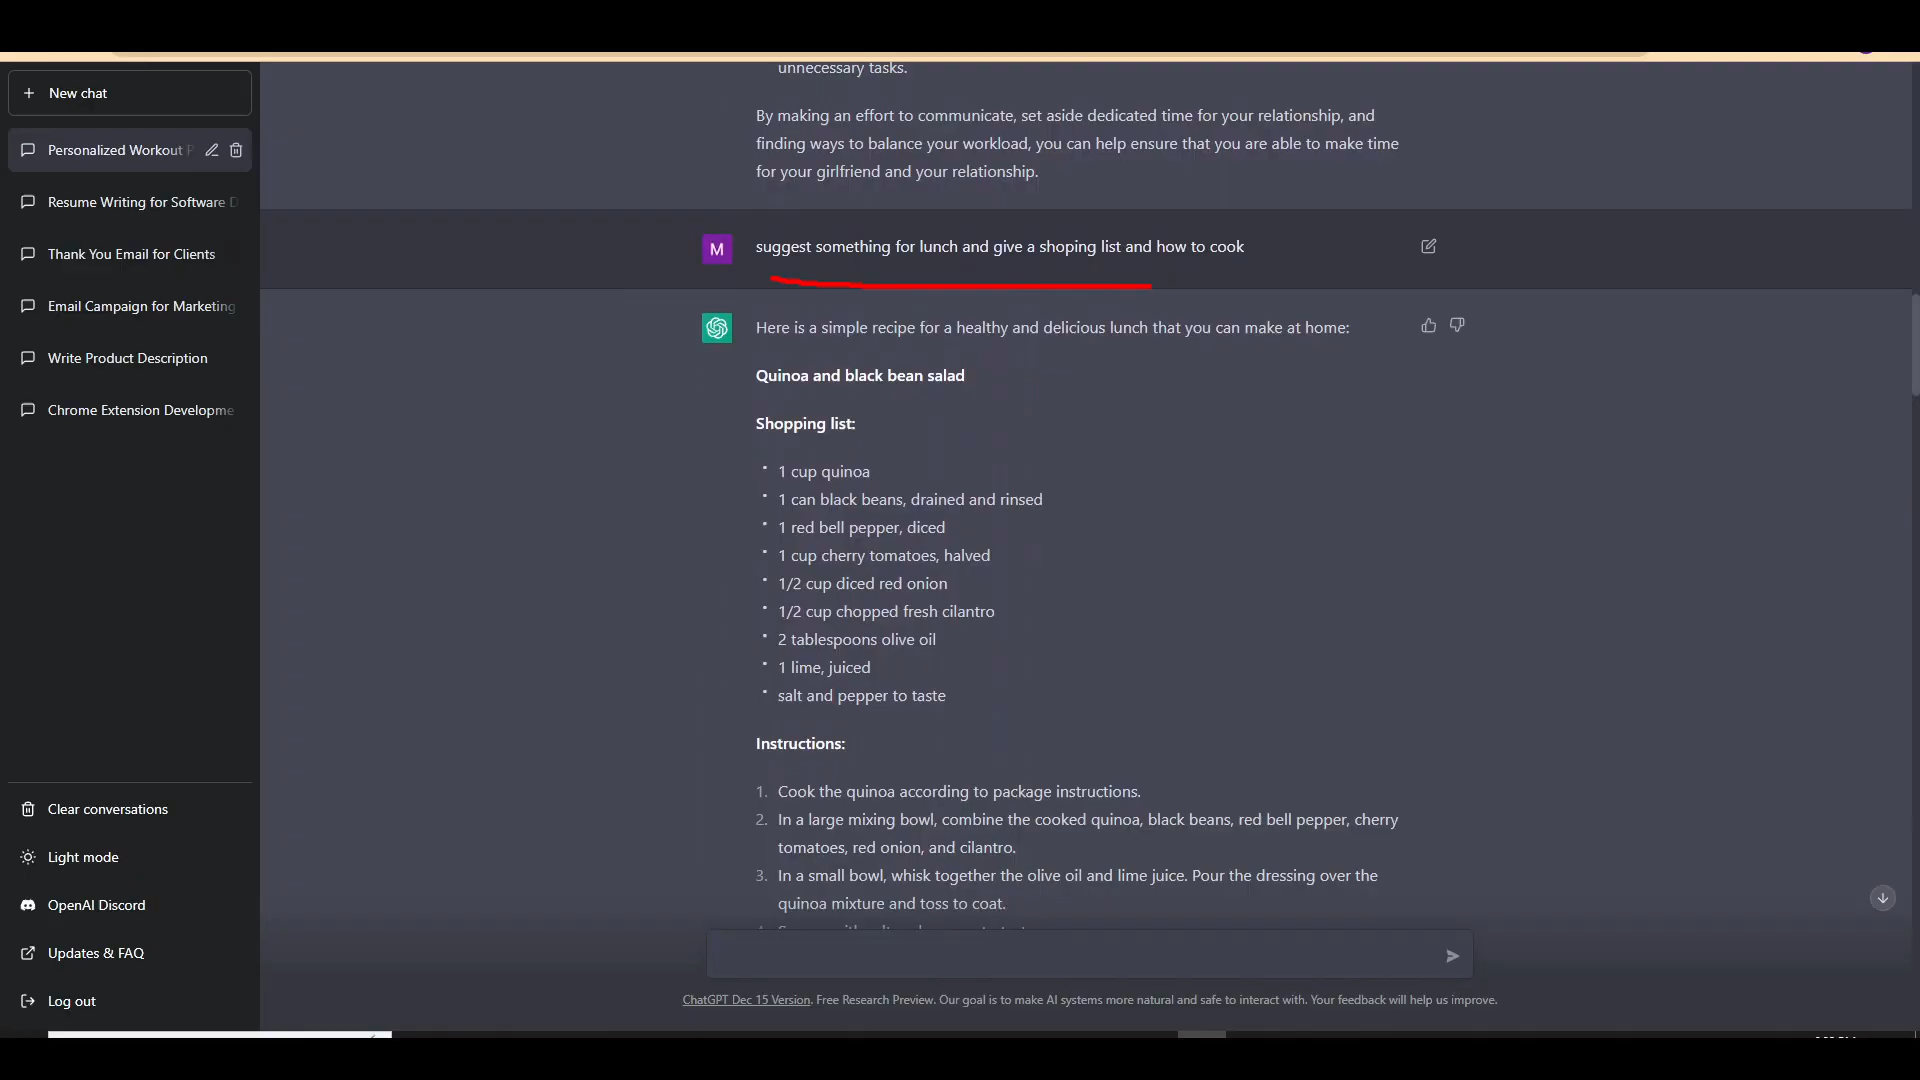 unnecessary tasks.
New chat
By making an effort to communicate, set aside dedicated time for your relationship, and
finding ways to balance your workload, you can help ensure that you are able to make time
for your girlfriend and your relationship.
Personalized Workout P
Resume Writing for Software D
Thank You Email for Clients
Email Campaign for Marketing
Write Product Description
Chrome Extension Developme
M
suggest something for lunch and give a shoping list and how to cook
Here is a simple recipe for a healthy and delicious lunch that you can make at home:
Quinoa and black bean salad
Shopping list:
1 cup quinoa
1 can black beans, drained and rinsed
1 red bell pepper, diced
1 cup cherry tomatoes, halved
1/2 cup diced red onion
1/2 cup chopped fresh cilantro
2 tablespoons olive oil
1 lime, juiced
salt and pepper to taste
Instructions:
1. Cook the quinoa according to package instructions.
2. In a large mixing bowl, combine the cooked quinoa, black beans, red bell pepper, cherry
tomatoes, red onion, and cilantro.
3. In a small bowl, whisk together the olive oil and lime juice. Pour the dressing over the
quinoa mixture and toss to coat.
Clear conversations
Light mode
OpenAI Discord
Updates & FAQ
Log out
ChatGPT Dec 15 Version. Free Research Preview. Our goal is to make AI systems more natural and safe to interact with. Your feedback will help us improve.